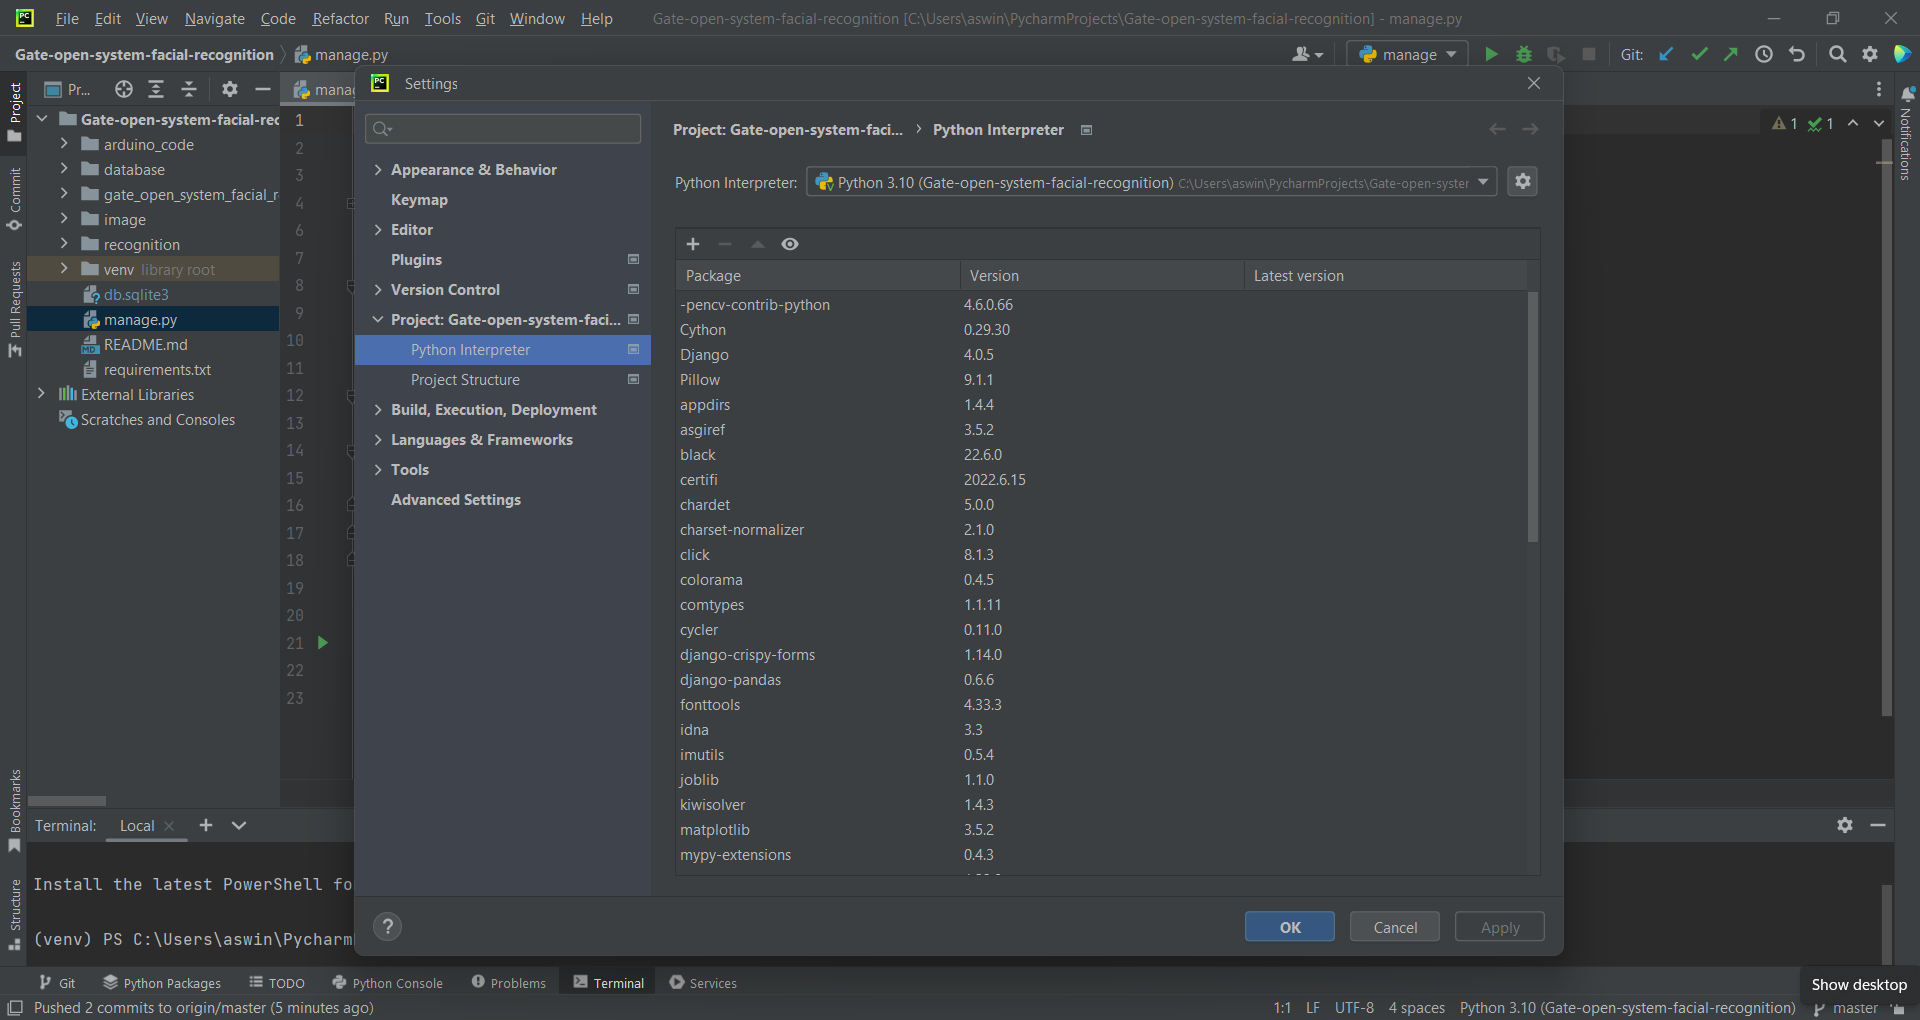 PC File Edit View Navigate Code Refactor Run Tools Git Window Help Gate-open-system-facial-recognition [C:\Users\aswin\PycharmProjects\Gate-open-system-facial-recognition] - manage.py
Gate-open-system-facial-recognition manage.py manage Git:
Project
Commit
Pull Requests
Bookmarks
Structure
Notifications
Pr...
Gate-open-system-facial-rec
arduino_code
database
gate_open_system_facial_r
image
recognition
venv library root
db.sqlite3
manage.py
README.md
requirements.txt
External Libraries
Scratches and Consoles
manag
1
2
3
4
6
7
8
9
10
11
12
13
14
15
16
17
18
19
20
21
22
23
1 1
PC Settings
Appearance & Behavior
Keymap
Editor
Plugins
Version Control
Project: Gate-open-system-faci...
Python Interpreter
Project Structure
Build, Execution, Deployment
Languages & Frameworks
Tools
Advanced Settings
Project: Gate-open-system-faci... › Python Interpreter
Python Interpreter: Python 3.10 (Gate-open-system-facial-recognition) C:\Users\aswin\PycharmProjects\Gate-open-syster
Package Version Latest version
-pencv-contrib-python 4.6.0.66
Cython 0.29.30
Django 4.0.5
Pillow 9.1.1
appdirs 1.4.4
asgiref 3.5.2
black 22.6.0
certifi 2022.6.15
chardet 5.0.0
charset-normalizer 2.1.0
click 8.1.3
colorama 0.4.5
comtypes 1.1.11
cycler 0.11.0
django-crispy-forms 1.14.0
django-pandas 0.6.6
fonttools 4.33.3
idna 3.3
imutils 0.5.4
joblib 1.1.0
kiwisolver 1.4.3
matplotlib 3.5.2
mypy-extensions 0.4.3
? OK Cancel Apply
Terminal: Local
Install the latest PowerShell fo
(venv) PS C:\Users\aswin\Pycharm
Git Python Packages TODO Python Console Problems Terminal Services
Show desktop
Pushed 2 commits to origin/master (5 minutes ago) 1:1 LF UTF-8 4 spaces Python 3.10 (Gate-open-system-facial-recognition) master